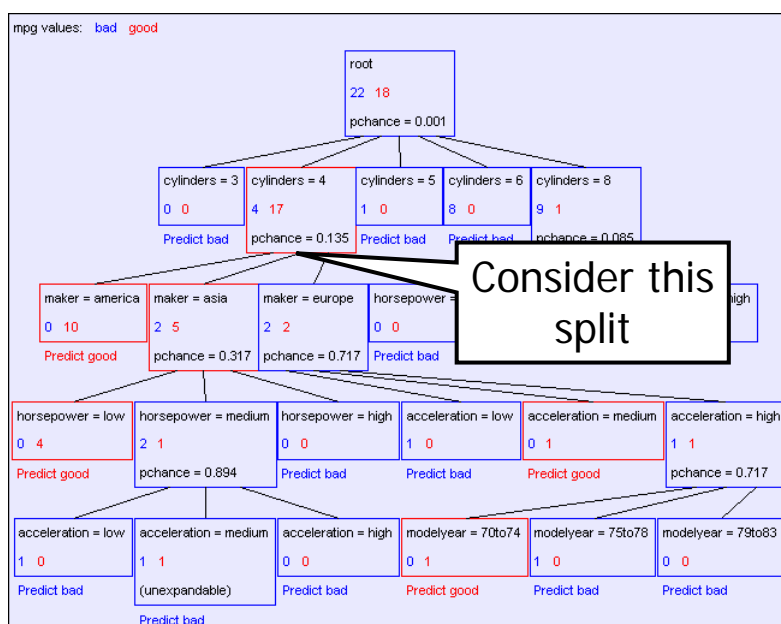 mpg values: bad good
root
22 18
pchance = 0.001
cylinders = 3
0 0
Predict bad
cylinders = 4
4 17
pchance = 0.135
cylinders = 5
1 0
Predict bad
cylinders = 6
8 0
Predict bad
cylinders = 8
9 1
pchance = 0.085
Consider this
split
maker = america
0 10
Predict good
maker = asia
2 5
pchance = 0.317
maker = europe
2 2
pchance = 0.717
horsepower =
0 0
Predict bad
high
horsepower = low
0 4
Predict good
horsepower = medium
2 1
pchance = 0.894
horsepower = high
0 0
Predict bad
acceleration = low
1 0
Predict bad
acceleration = medium
0 1
Predict good
acceleration = high
1 1
pchance = 0.717
acceleration = low
1 0
Predict bad
acceleration = medium
1 1
(unexpandable)
Predict bad
acceleration = high
0 0
Predict bad
modelyear = 70to74
0 1
Predict good
modelyear = 75to78
1 0
Predict bad
modelyear = 79to83
0 0
Predict bad